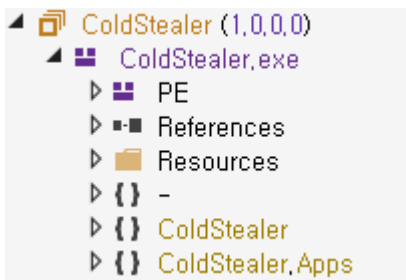 ColdStealer (1,0,0,0)
ColdStealer,exe
PE
References
Resources
{ } -
{ } ColdStealer
{ } ColdStealer,Apps